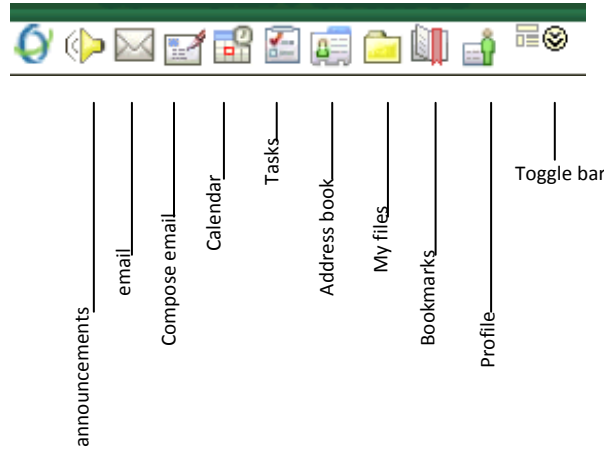 announcements
email
Compose email
Calendar
Tasks
Address book
My files
Bookmarks
Profile
Toggle bar